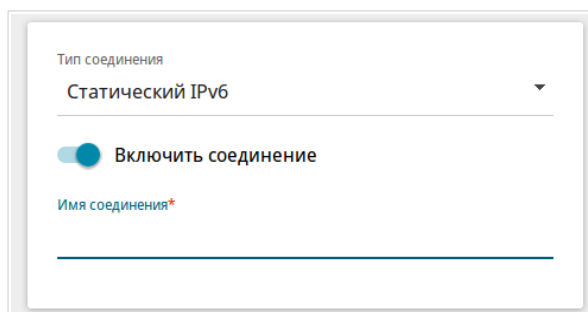 Тип соединения
Статический IPv6
Включить соединение
Имя соединения*